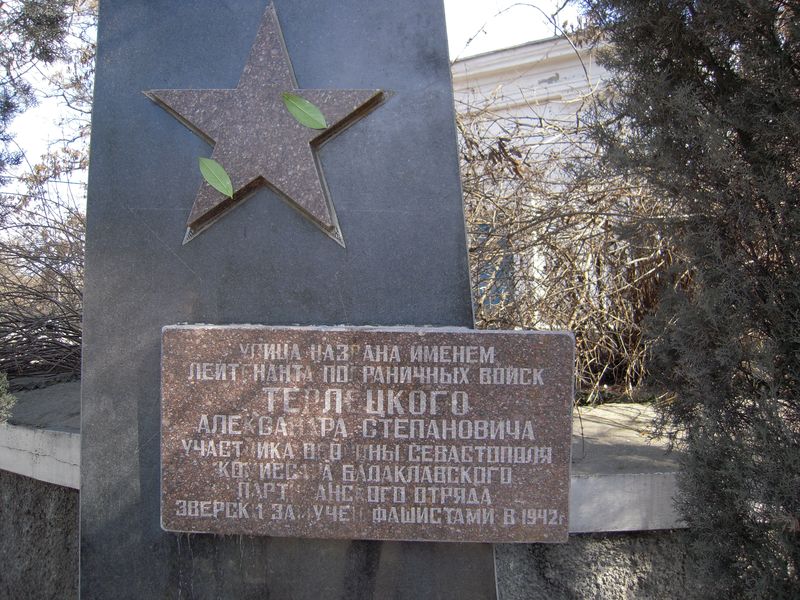 УЛИЦА НАЗВАНА ИМЕНЕМ
ЛЕЙТЕНАНТА ПОГРАНИЧНЫХ ВОЙСК
ТЕРЛЕЦКОГО
АЛЕКСАНДРА СТЕПАНОВИЧА
УЧАСТНИКА ОБОРОНЫ СЕВАСТОПОЛЯ
КОМИССАРА БАЛАКЛАВСКОГО
ПАРТИЗАНСКОГО ОТРЯДА
ЗВЕРСКИ ЗАМУЧЕН ФАШИСТАМИ В 1942г